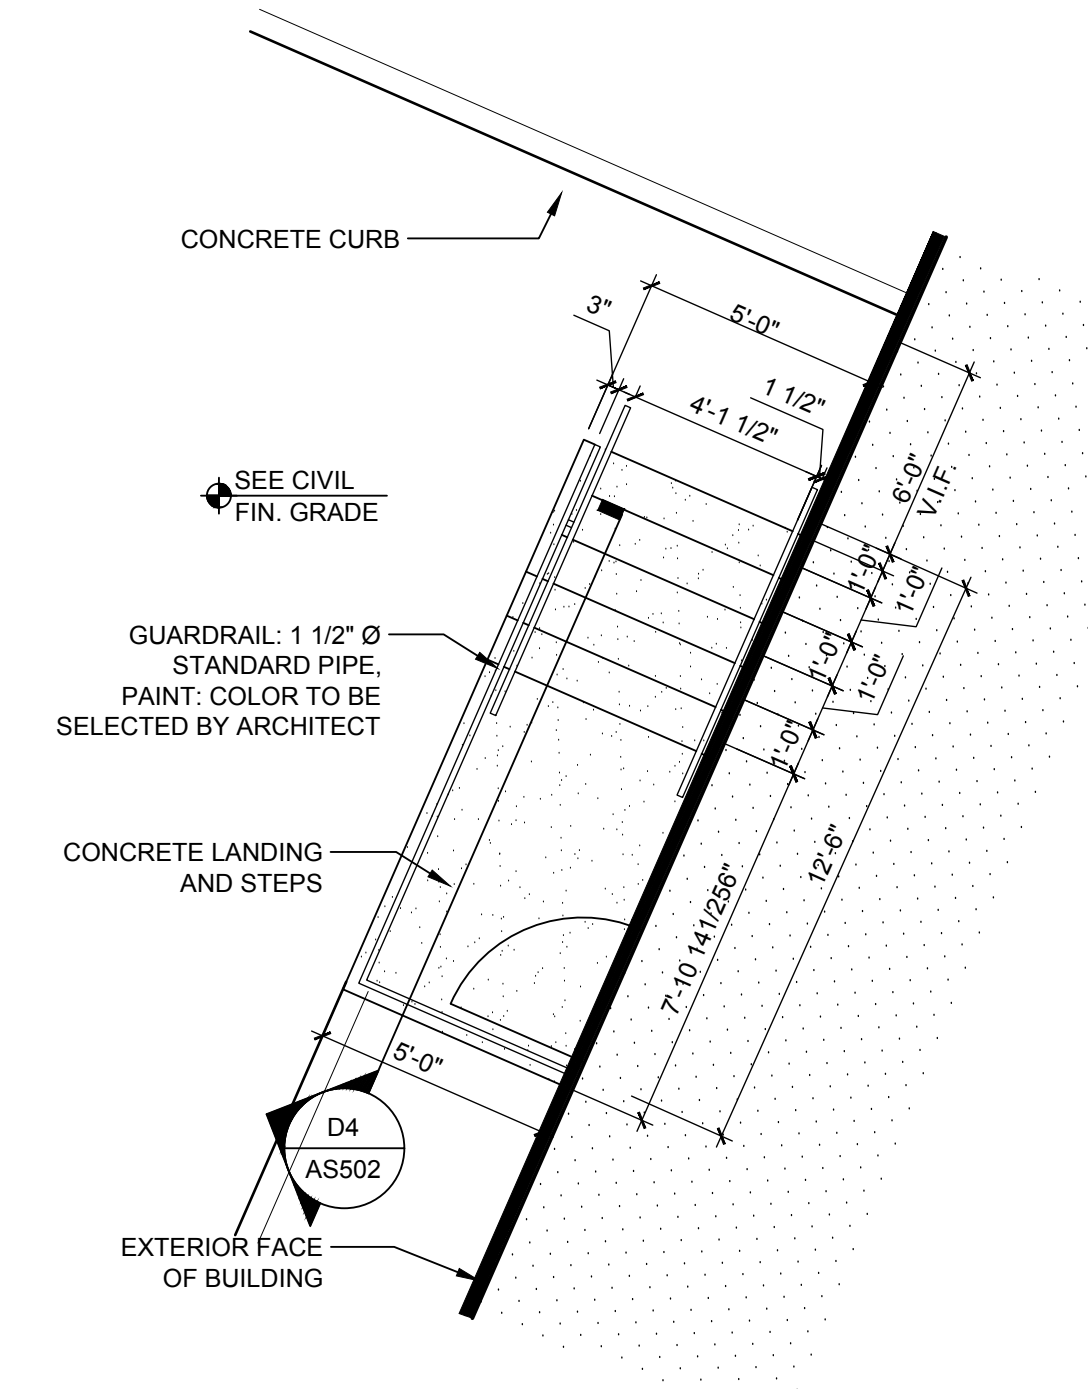 CONCRETE CURB
3"
5'-0"
1 1/2"
4'-1 1/2"
SEE CIVIL
FIN. GRADE
6'-0"
V.I.F.
1'-0"
1'-0"
GUARDRAIL: 1 1/2" Ø
STANDARD PIPE,
PAINT: COLOR TO BE
SELECTED BY ARCHITECT
1'-0"
1'-0"
1'-0"
CONCRETE LANDING
AND STEPS
12'-6"
7'-10 141/256"
5'-0"
D4
AS502
EXTERIOR FACE
OF BUILDING